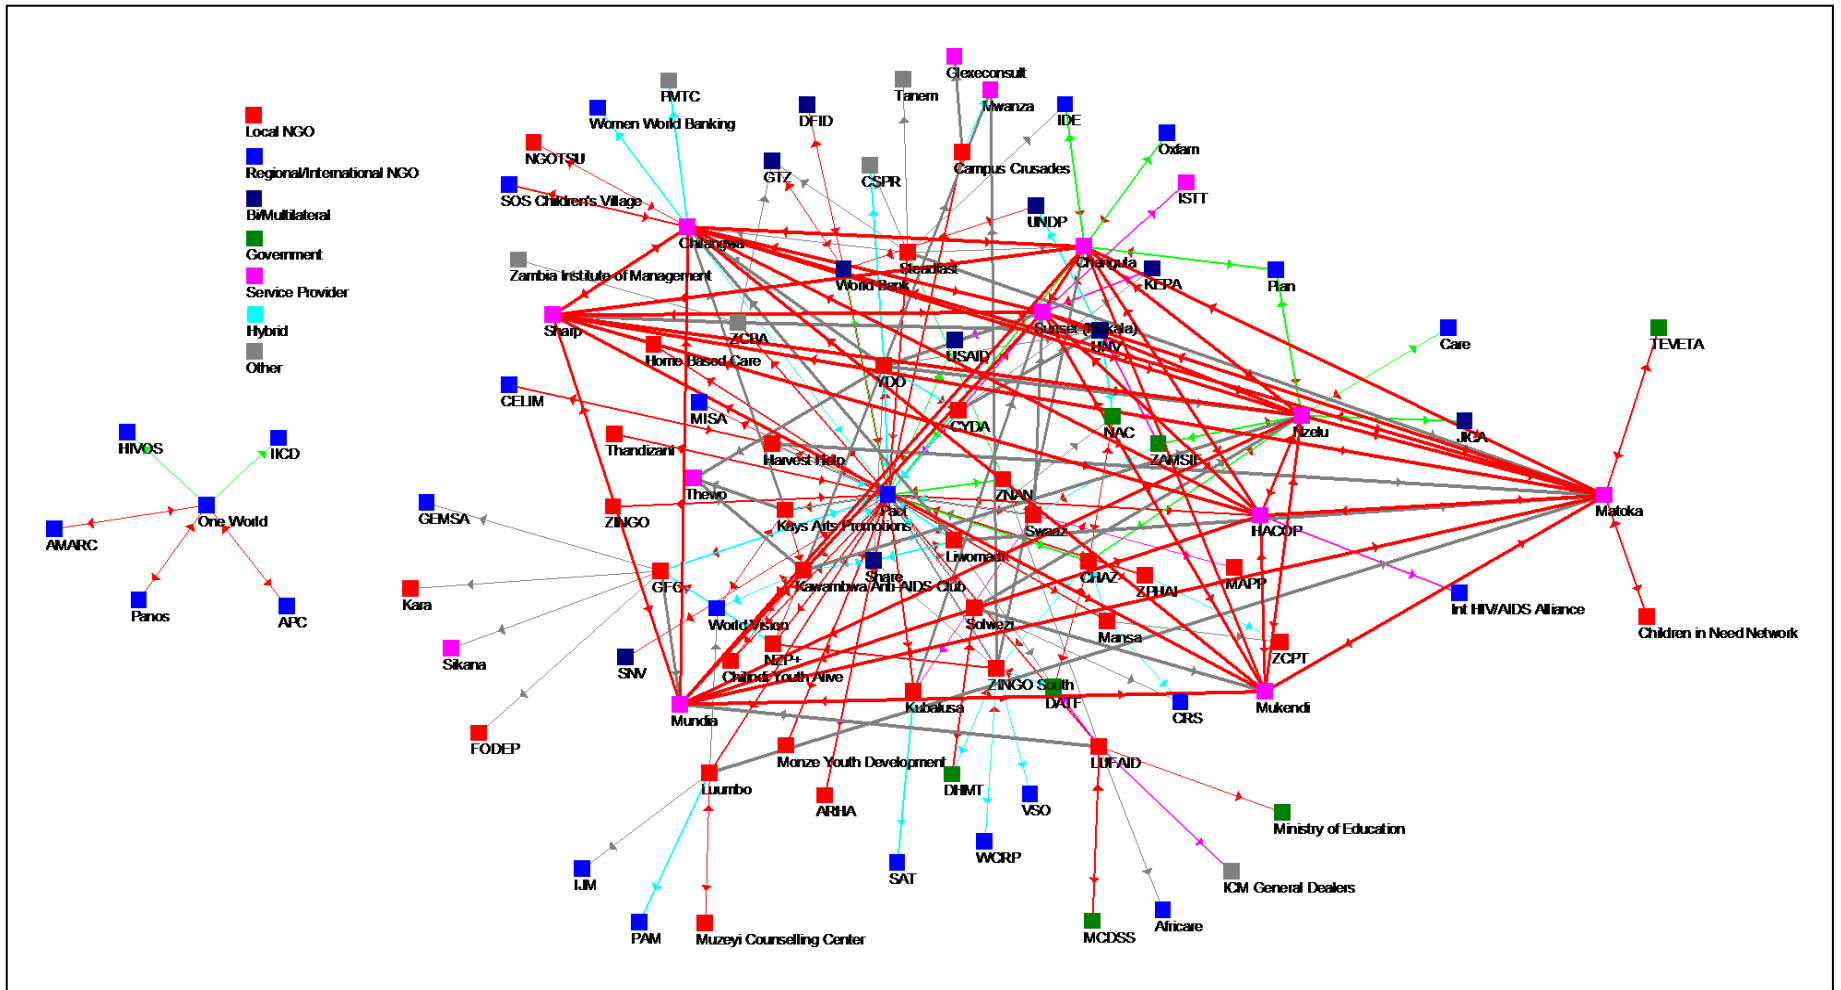 Local NGO
Regional/International NGO
Bi/Multilateral
Government
Service Provider
Hybrid
Other
Glexeconsult
PMTC
Tanern
Mwanza
Women World Banking
DFID
IDE
NGOTSU
Oxfam
GTZ
CSPR
Campus Crusades
SOS Children's Village
ISTT
UNDP
Chilangwa
Changula
Zambia Institute of Management
Steadfast
World Bank
KEPA
Plan
Sharp
Sunset (Mukala)
ZCBA
Home Based Care
USAID
UNV
Care
TEVETA
YDO
CELIM
MISA
CYDA
NAC
Nzelu
JICA
HIVOS
IICD
Thandizani
Harvest Help
ZAMSIF
Thewo
ZNAN
Pact
Matoka
GEMSA
One World
ZINGO
Kays Arts Promotions
Swaaz
HACOP
AMARC
Liwomadi
Share
Kawambwa Anti-AIDS Club
CHAZ
ZPHAI
MAPP
GFC
Kara
Panos
APC
World Vision
Solwezi
Mansa
Int HIV/AIDS Alliance
Children in Need Network
Sikana
SNV
NZP+
Chilindi Youth Alive
ZINGO South
ZCPT
Mundia
Kubalusa
DATF
CRS
Mukendi
FODEP
Monze Youth Development
LUFAID
Luumbo
DHMT
ARHA
VSO
Ministry of Education
WCRP
IJM
SAT
ICM General Dealers
PAM
Muzeyi Counselling Center
MCDSS
Africare